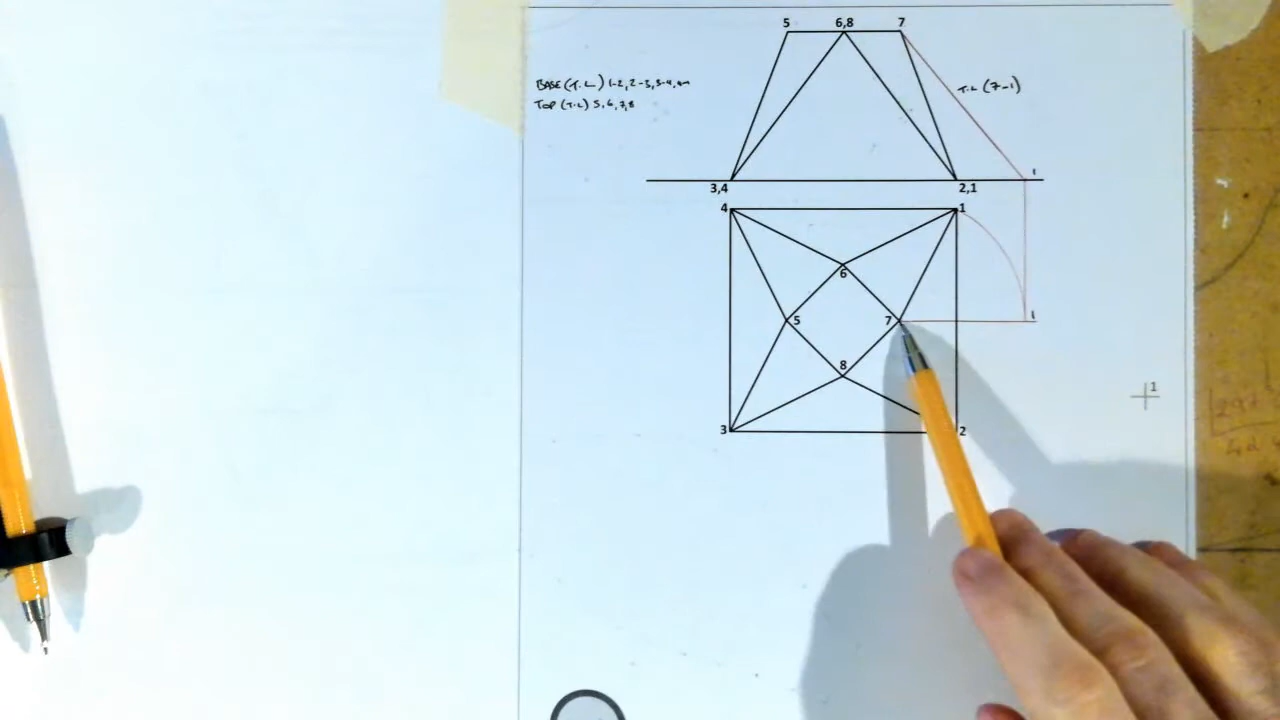 5 6,8 7
BASE (T.L) 1-2, 2-3, 3-4, 4-1
TOP (T.L) 5, 6, 7, 8
T.L (7-1)
1
3,4 2,1
4 1
6
5 7 1
8
1
3 2